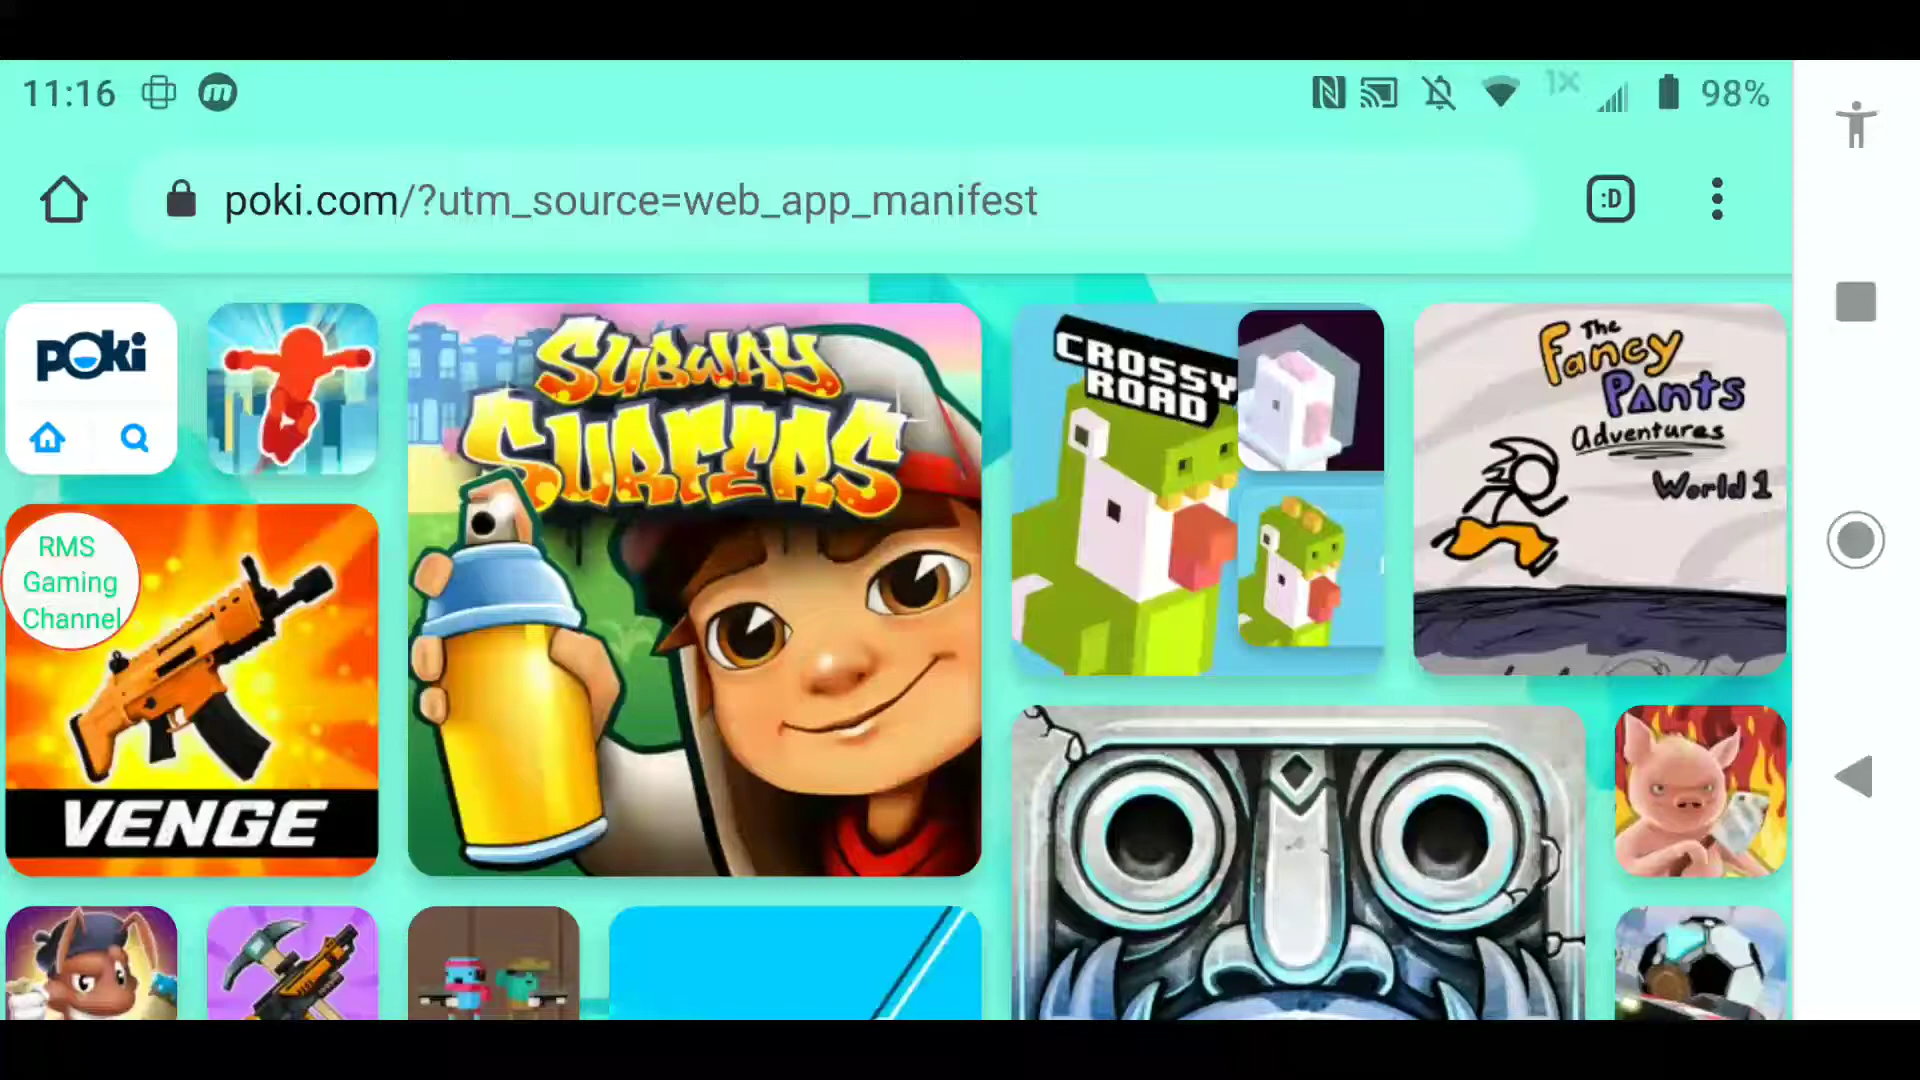 11:16
1X
98%
poki.com/?utm_source=web_app_manifest
:D
poki
SUBWAY
SURFERS
CROSSY
ROAD
The
Fancy
Pants
Adventures
World 1
RMS
Gaming
Channel
VENGE